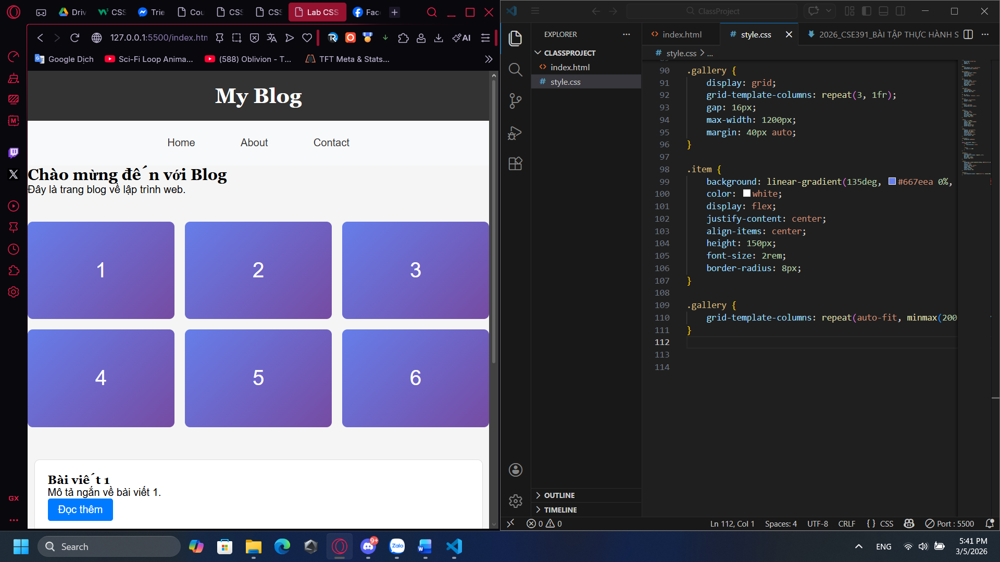 Driv
CSS
Trie
Cou
CSS
CSS
Lab CSS
Fac
127.0.0.1:5500/index.htm
AI
Google Dịch
Sci-Fi Loop Anima...
(588) Oblivion - T...
TFT Meta & Stats...
My Blog
Home
About
Contact
Chào mừng đến với Blog
Đây là trang blog về lập trình web.
1
2
3
4
5
6
Bài viết 1
Mô tả ngắn về bài viết 1.
Đọc thêm
GX
ClassProject
EXPLORER
CLASSPROJECT
index.html
style.css
OUTLINE
TIMELINE
index.html
style.css
2026_CSE391_BÀI TẬP THỰC HÀNH S
style.css > ...
90 .gallery {
91 display: grid;
92 grid-template-columns: repeat(3, 1fr);
93 gap: 16px;
94 max-width: 1200px;
95 margin: 40px auto;
96 }
97
98 .item {
99 background: linear-gradient(135deg, #667eea 0%,
100 color: white;
101 display: flex;
102 justify-content: center;
103 align-items: center;
104 height: 150px;
105 font-size: 2rem;
106 border-radius: 8px;
107 }
108
109 .gallery {
110 grid-template-columns: repeat(auto-fit, minmax(200
111 }
112
113
114
0 0
Ln 112, Col 1
Spaces: 4
UTF-8
CRLF
{ } CSS
Port : 5500
Search
9+
Zalo
ENG
5:41 PM
3/5/2026